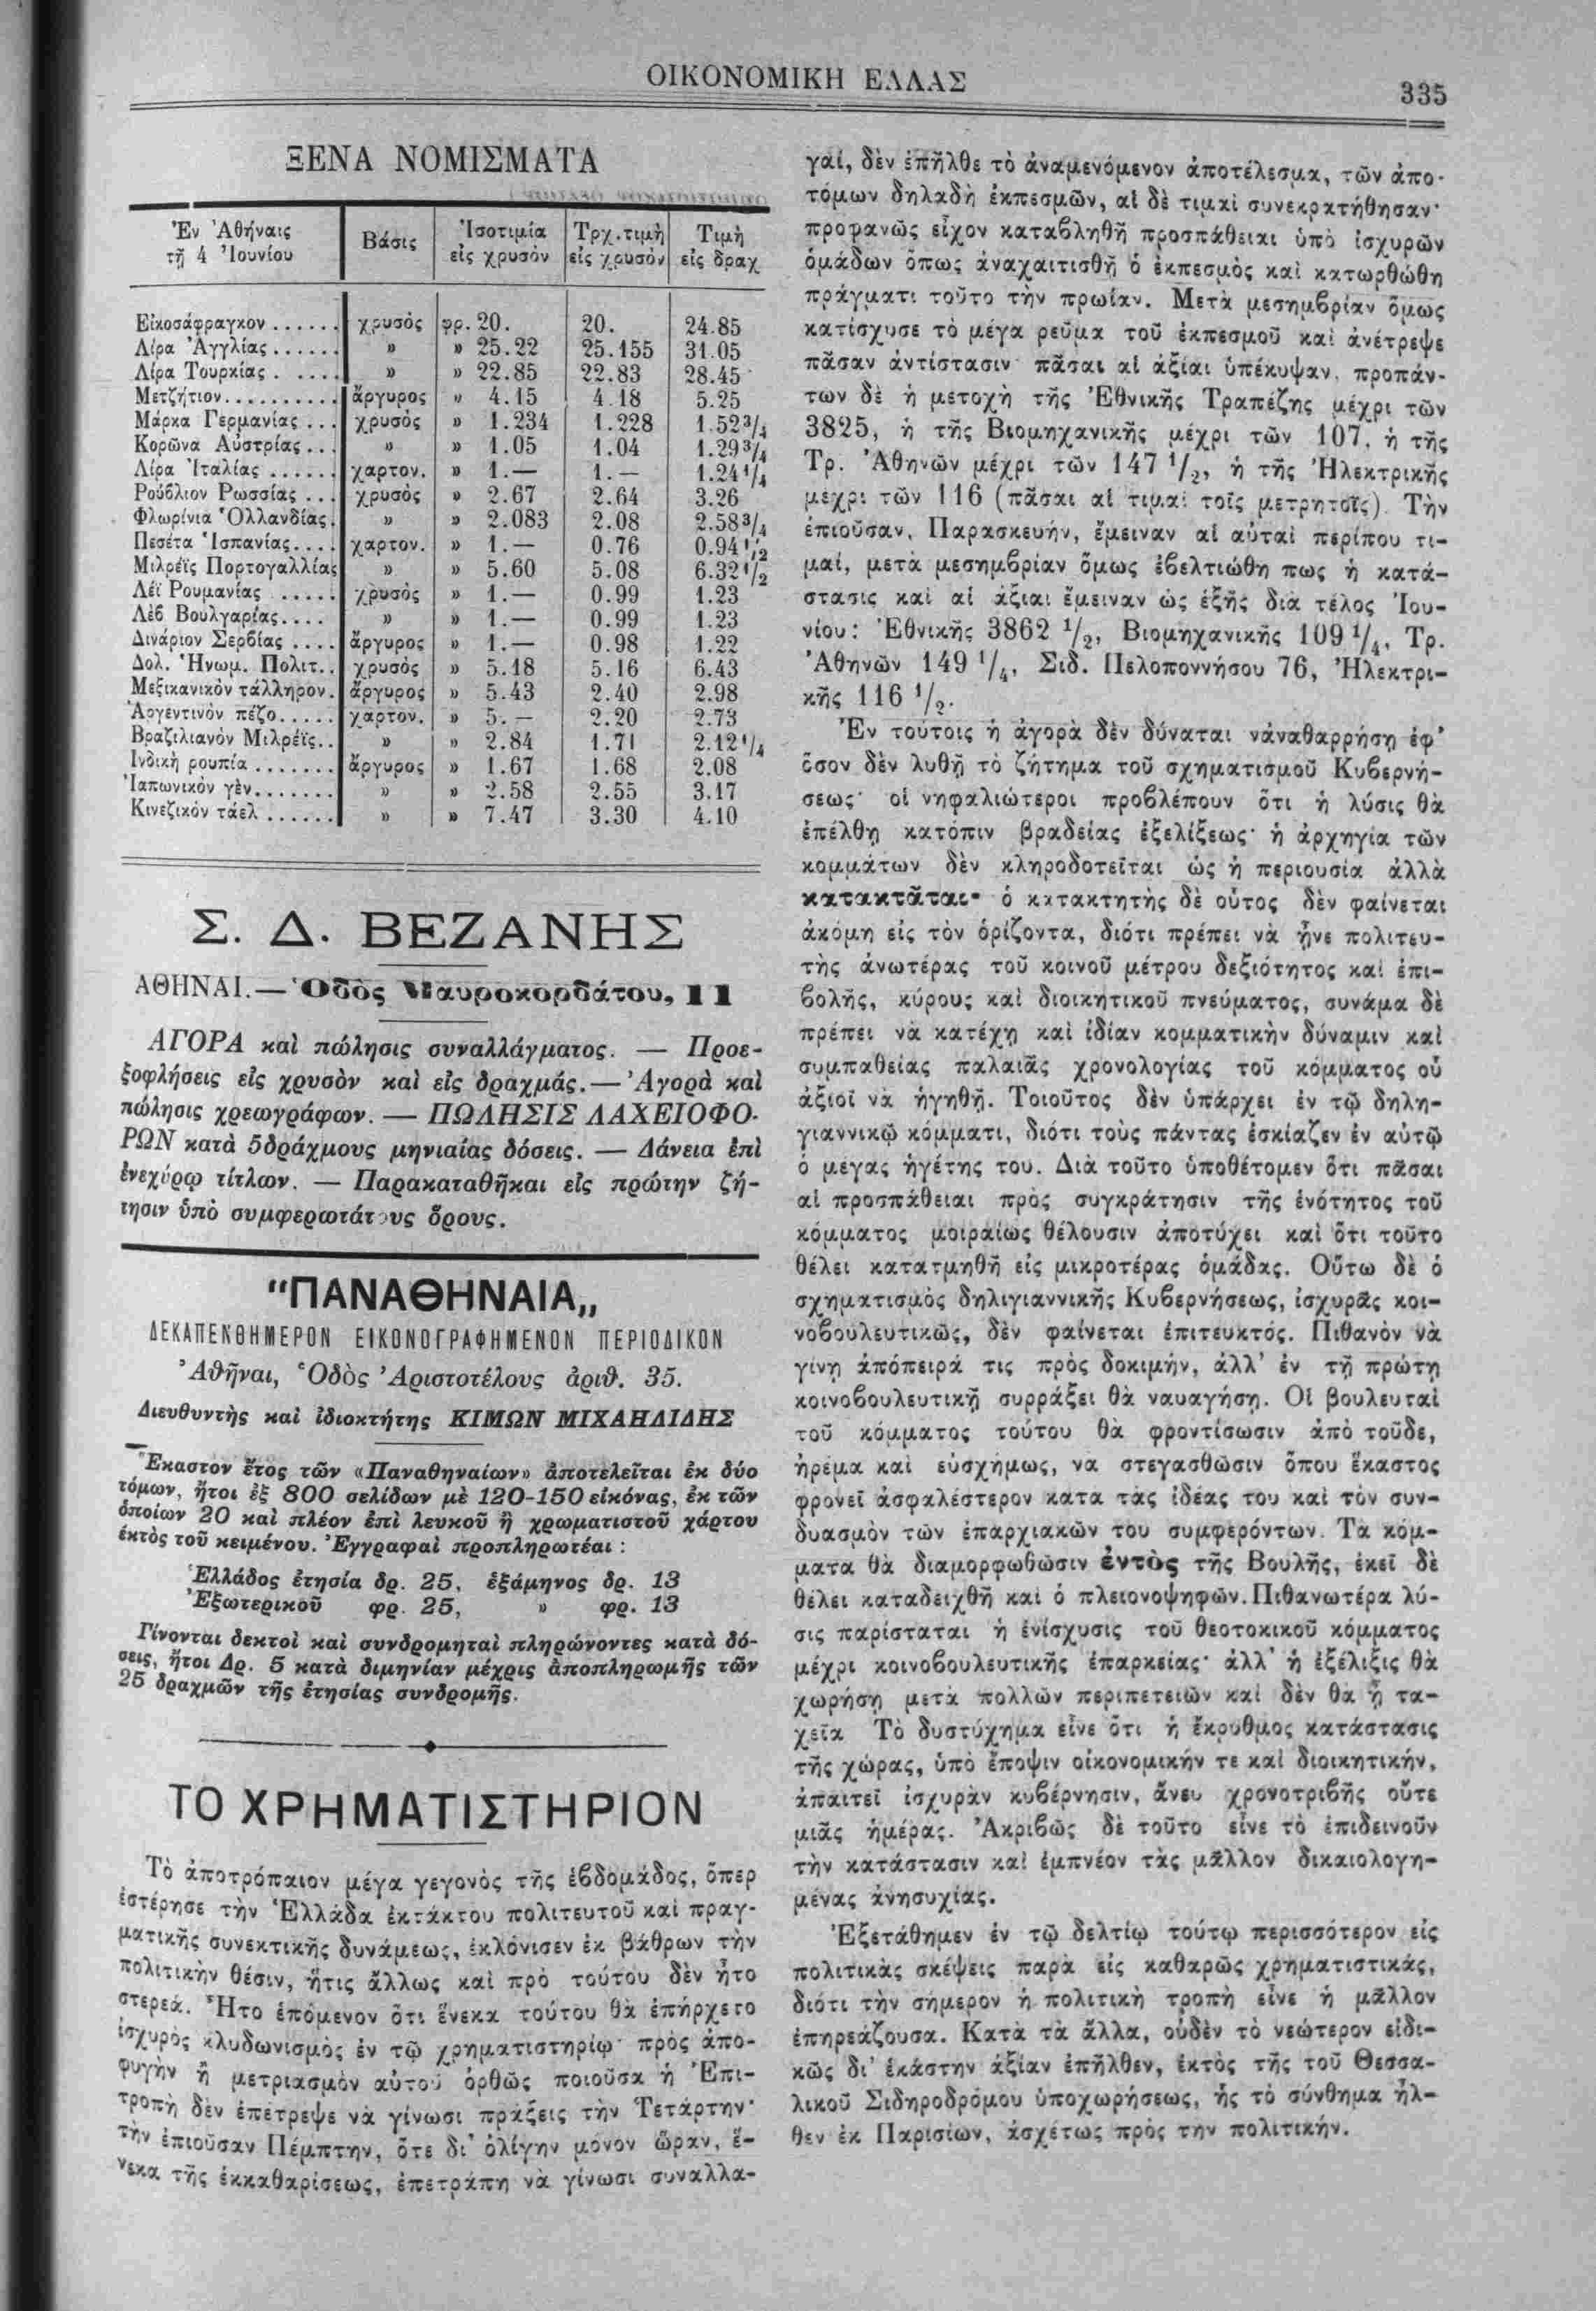 ΟΙΚΟΝΟΜΙΚΗ ΕΛΛΑΣ
335
ΞΕΝΑ ΝΟΜΙΣΜΑΤΑ
Ἐν Ἀθήναις τῇ 4 Ἰουνίου | Βάσις | Ἰσοτιμία εἰς χρυσὸν | Τρχ. τιμὴ εἰς χρυσὸν | Τιμὴ εἰς δραχ.
Εἰκοσάφραγκον ...... χρυσὸς φρ. 20. 20. 24.85
Λίρα Ἀγγλίας ...... » » 25.22 25.155 31.05
Λίρα Τουρκίας ..... » » 22.85 22.83 28.45
Μετζήτιον .......... ἄργυρος » 4.15 4.18 5.25
Μάρκα Γερμανίας ... χρυσὸς » 1.234 1.228 1.52 3/4
Κορῶνα Αὐστρίας ... » » 1.05 1.04 1.29 3/4
Λίρα Ἰταλίας ...... χαρτον. » 1.— 1.— 1.24 1/4
Ρούβλιον Ρωσσίας ... χρυσὸς » 2.67 2.64 3.26
Φλωρίνια Ὁλλανδίας. » » 2.083 2.08 2.58 3/4
Πεσέτα Ἱσπανίας.... χαρτον. » 1.— 0.76 0.94 1/2
Μιλρέϊς Πορτογαλλίας » » 5.60 5.08 6.32 1/2
Λέϊ Ρουμανίας ..... χρυσὸς » 1.— 0.99 1.23
Λὲβ Βουλγαρίας.... » » 1.— 0.99 1.23
Δινάριον Σερβίας .... ἄργυρος » 1.— 0.98 1.22
Δολ. Ἡνωμ. Πολιτ.. χρυσὸς » 5.18 5.16 6.43
Μεξικανικὸν τάλληρον. ἄργυρος » 5.43 2.40 2.98
Ἀργεντινὸν πέζο..... χαρτον. » 5.— 2.20 2.73
Βραζιλιανὸν Μιλρέϊς.. » » 2.84 1.71 2.12 1/4
Ἰνδικὴ ρουπία ....... ἄργυρος » 1.67 1.68 2.08
Ἰαπωνικὸν γὲν....... » » 2.58 2.55 3.17
Κινεζικὸν τάελ ...... » » 7.47 3.30 4.10
Σ. Δ. ΒΕΖΑΝΗΣ
ΑΘΗΝΑΙ.—Ὁδὸς Μαυροκορδάτου, 11
ΑΓΟΡΑ καὶ πώλησις συναλλάγματος. — Προε-
ξοφλήσεις εἰς χρυσὸν καὶ εἰς δραχμάς.—Ἀγορὰ καὶ
πώλησις χρεωγράφων. — ΠΩΛΗΣΙΣ ΛΑΧΕΙΟΦΟ-
ΡΩΝ κατὰ 5δράχμους μηνιαίας δόσεις. — Δάνεια ἐπὶ
ἐνεχύρῳ τίτλων. — Παρακαταθῆκαι εἰς πρώτην ζή-
τησιν ὑπὸ συμφερωτάτους ὅρους.
"ΠΑΝΑΘΗΝΑΙΑ„
ΔΕΚΑΠΕΝΘΗΜΕΡΟΝ ΕΙΚΟΝΟΓΡΑΦΗΜΕΝΟΝ ΠΕΡΙΟΔΙΚΟΝ
Ἀθῆναι, Ὁδὸς Ἀριστοτέλους ἀριθ. 35.
Διευθυντὴς καὶ ἰδιοκτήτης ΚΙΜΩΝ ΜΙΧΑΗΛΙΔΗΣ
Ἕκαστον ἔτος τῶν «Παναθηναίων» ἀποτελεῖται ἐκ δύο
τόμων, ἤτοι ἐξ 800 σελίδων μὲ 120-150 εἰκόνας, ἐκ τῶν
ὁποίων 20 καὶ πλέον ἐπὶ λευκοῦ ἢ χρωματιστοῦ χάρτου
ἐκτὸς τοῦ κειμένου. Ἐγγραφαὶ προπληρωτέαι :
Ἑλλάδος ἐτησία δρ. 25, ἑξάμηνος δρ. 13
Ἐξωτερικοῦ φρ. 25, » φρ. 13
Γίνονται δεκτοὶ καὶ συνδρομηταὶ πληρώνοντες κατὰ δό-
σεις, ἤτοι Δρ. 5 κατὰ διμηνίαν μέχρις ἀποπληρωμῆς τῶν
25 δραχμῶν τῆς ἐτησίας συνδρομῆς.
ΤΟ ΧΡΗΜΑΤΙΣΤΗΡΙΟΝ
Τὸ ἀποτρόπαιον μέγα γεγονὸς τῆς ἑβδομάδος, ὅπερ
ἐστέρησε τὴν Ἑλλάδα ἐκτάκτου πολιτευτοῦ καὶ πραγ-
ματικῆς συνεκτικῆς δυνάμεως, ἐκλόνισεν ἐκ βάθρων τὴν
πολιτικὴν θέσιν, ἥτις ἄλλως καὶ πρὸ τούτου δὲν ἦτο
στερεά. Ἦτο ἑπόμενον ὅτι ἕνεκα τούτου θὰ ἐπήρχετο
ἰσχυρὸς κλυδωνισμὸς ἐν τῷ χρηματιστηρίῳ· πρὸς ἀπο-
φυγὴν ἢ μετριασμὸν αὐτοῦ ὀρθῶς ποιοῦσα ἡ Ἐπι-
τροπὴ δὲν ἐπέτρεψε νὰ γίνωσι πράξεις τὴν Τετάρτην·
τὴν ἐπιοῦσαν Πέμπτην, ὅτε δι' ὀλίγην μόνον ὥραν, ἕ-
νεκα τῆς ἐκκαθαρίσεως, ἐπετράπη νὰ γίνωσι συναλλα-
γαί, δὲν ἐπῆλθε τὸ ἀναμενόμενον ἀποτέλεσμα, τῶν ἀπο-
τόμων δηλαδὴ ἐκπεσμῶν, αἱ δὲ τιμαὶ συνεκρατήθησαν·
προφανῶς εἶχον καταβληθῆ προσπάθειαι ὑπὸ ἰσχυρῶν
ὁμάδων ὅπως ἀναχαιτισθῇ ὁ ἐκπεσμὸς καὶ κατωρθώθη
πράγματι τοῦτο τὴν πρωίαν. Μετὰ μεσημβρίαν ὅμως
κατίσχυσε τὸ μέγα ρεῦμα τοῦ ἐκπεσμοῦ καὶ ἀνέτρεψε
πᾶσαν ἀντίστασιν· πᾶσαι αἱ ἀξίαι ὑπέκυψαν, προπάν-
των δὲ ἡ μετοχὴ τῆς Ἐθνικῆς Τραπέζης μέχρι τῶν
3825, ἡ τῆς Βιομηχανικῆς μέχρι τῶν 107, ἡ τῆς
Τρ. Ἀθηνῶν μέχρι τῶν 147 1/2, ἡ τῆς Ἠλεκτρικῆς
μέχρι τῶν 116 (πᾶσαι αἱ τιμαὶ τοῖς μετρητοῖς). Τὴν
ἐπιοῦσαν, Παρασκευήν, ἔμειναν αἱ αὐταὶ περίπου τι-
μαί, μετὰ μεσημβρίαν ὅμως ἐβελτιώθη πως ἡ κατά-
στασις καὶ αἱ ἀξίαι ἔμειναν ὡς ἑξῆς διὰ τέλος Ἰου-
νίου: Ἐθνικῆς 3862 1/2, Βιομηχανικῆς 109 1/4, Τρ.
Ἀθηνῶν 149 1/4, Σιδ. Πελοποννήσου 76, Ἠλεκτρι-
κῆς 116 1/2.
Ἐν τούτοις ἡ ἀγορὰ δὲν δύναται νἀναθαρρήσῃ ἐφ'
ὅσον δὲν λυθῇ τὸ ζήτημα τοῦ σχηματισμοῦ Κυβερνή-
σεως· οἱ νηφαλιώτεροι προβλέπουν ὅτι ἡ λύσις θὰ
ἐπέλθῃ κατόπιν βραδείας ἐξελίξεως· ἡ ἀρχηγία τῶν
κομμάτων δὲν κληροδοτεῖται ὡς ἡ περιουσία ἀλλὰ
κατακτᾶται· ὁ κατακτητὴς δὲ οὗτος δὲν φαίνεται
ἀκόμη εἰς τὸν ὁρίζοντα, διότι πρέπει νὰ ἦνε πολιτευ-
τὴς ἀνωτέρας τοῦ κοινοῦ μέτρου δεξιότητος καὶ ἐπι-
βολῆς, κύρους καὶ διοικητικοῦ πνεύματος, συνάμα δὲ
πρέπει νὰ κατέχῃ καὶ ἰδίαν κομματικὴν δύναμιν καὶ
συμπαθείας παλαιᾶς χρονολογίας τοῦ κόμματος οὗ
ἀξιοῖ νὰ ἡγηθῇ. Τοιοῦτος δὲν ὑπάρχει ἐν τῷ δηλη-
γιαννικῷ κόμματι, διότι τοὺς πάντας ἐσκίαζεν ἐν αὐτῷ
ὁ μέγας ἡγέτης του. Διὰ τοῦτο ὑποθέτομεν ὅτι πᾶσαι
αἱ προσπάθειαι πρὸς συγκράτησιν τῆς ἑνότητος τοῦ
κόμματος μοιραίως θέλουσιν ἀποτύχει καὶ ὅτι τοῦτο
θέλει κατατμηθῆ εἰς μικροτέρας ὁμάδας. Οὕτω δὲ ὁ
σχηματισμὸς δηλιγιαννικῆς Κυβερνήσεως, ἰσχυρᾶς κοι-
νοβουλευτικῶς, δὲν φαίνεται ἐπιτευκτός. Πιθανὸν νὰ
γίνῃ ἀπόπειρά τις πρὸς δοκιμήν, ἀλλ' ἐν τῇ πρώτῃ
κοινοβουλευτικῇ συρράξει θὰ ναυαγήσῃ. Οἱ βουλευταὶ
τοῦ κόμματος τούτου θὰ φροντίσωσιν ἀπὸ τοῦδε,
ἠρέμα καὶ εὐσχήμως, νὰ στεγασθῶσιν ὅπου ἕκαστος
φρονεῖ ἀσφαλέστερον κατὰ τὰς ἰδέας του καὶ τὸν συν-
δυασμὸν τῶν ἐπαρχιακῶν του συμφερόντων. Τὰ κόμ-
ματα θὰ διαμορφωθῶσιν ἐντὸς τῆς Βουλῆς, ἐκεῖ δὲ
θέλει καταδειχθῆ καὶ ὁ πλειονοψηφῶν. Πιθανωτέρα λύ-
σις παρίσταται ἡ ἐνίσχυσις τοῦ θεοτοκικοῦ κόμματος
μέχρι κοινοβουλευτικῆς ἐπαρκείας· ἀλλ' ἡ ἐξέλιξις θὰ
χωρήσῃ μετὰ πολλῶν περιπετειῶν καὶ δὲν θὰ ᾖ τα-
χεῖα Τὸ δυστύχημα εἶνε ὅτι ἡ ἔκρυθμος κατάστασις
τῆς χώρας, ὑπὸ ἔποψιν οἰκονομικήν τε καὶ διοικητικήν,
ἀπαιτεῖ ἰσχυρὰν κυβέρνησιν, ἄνευ χρονοτριβῆς οὔτε
μιᾶς ἡμέρας. Ἀκριβῶς δὲ τοῦτο εἶνε τὸ ἐπιδεινοῦν
τὴν κατάστασιν καὶ ἐμπνέον τὰς μᾶλλον δικαιολογη-
μένας ἀνησυχίας.
Ἐξετάθημεν ἐν τῷ δελτίῳ τούτῳ περισσότερον εἰς
πολιτικὰς σκέψεις παρὰ εἰς καθαρῶς χρηματιστικάς,
διότι τὴν σήμερον ἡ πολιτικὴ τροπὴ εἶνε ἡ μᾶλλον
ἐπηρεάζουσα. Κατὰ τὰ ἄλλα, οὐδὲν τὸ νεώτερον εἰδι-
κῶς δι' ἑκάστην ἀξίαν ἐπῆλθεν, ἐκτὸς τῆς τοῦ Θεσσα-
λικοῦ Σιδηροδρόμου ὑποχωρήσεως, ἧς τὸ σύνθημα ἦλ-
θεν ἐκ Παρισίων, ἀσχέτως πρὸς τὴν πολιτικήν.